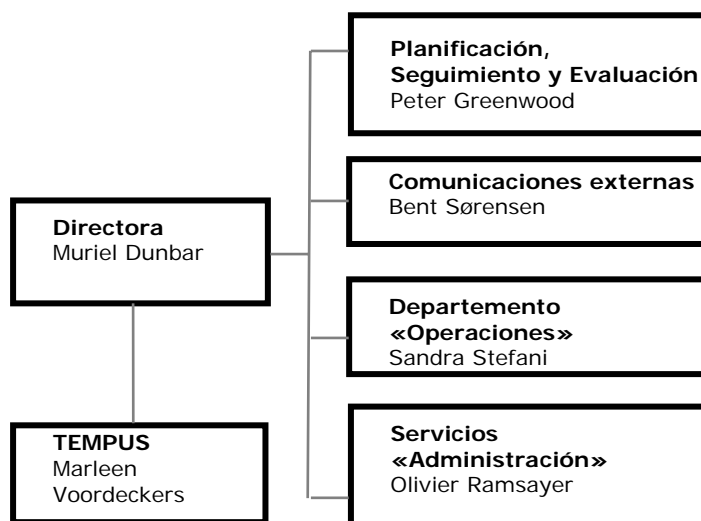 Planificación,
Seguimiento y Evaluación
Peter Greenwood
Comunicaciones externas
Bent Sørensen
Directora
Muriel Dunbar
Departemento
«Operaciones»
Sandra Stefani
TEMPUS
Marleen
Voordeckers
Servicios
«Administración»
Olivier Ramsayer